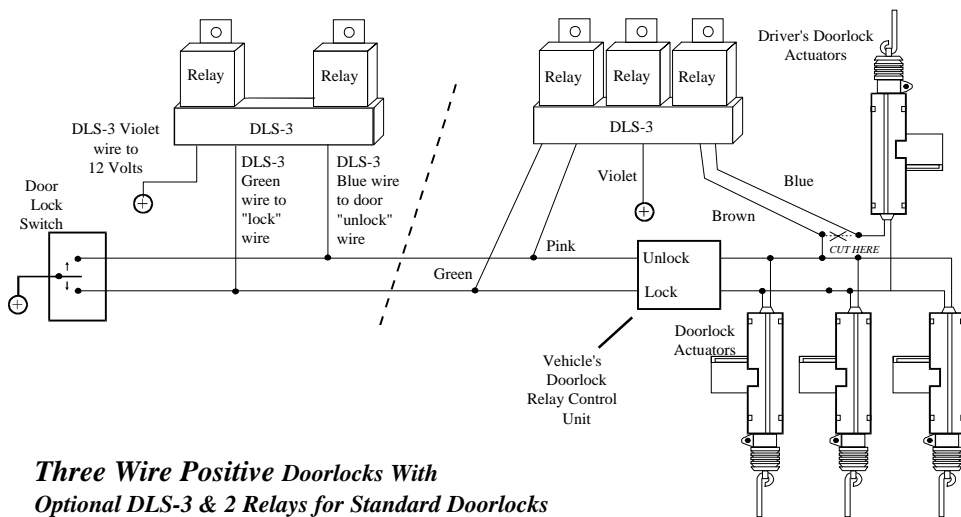 Relay
Relay
DLS-3
DLS-3 Violet
wire to
12 Volts
DLS-3
Green
wire to
"lock"
wire
DLS-3
Blue wire
to door
"unlock"
wire
Door
Lock
Switch
Relay
Relay
Relay
DLS-3
Violet
Blue
Brown
CUT HERE
Driver's Doorlock
Actuators
Pink
Green
Unlock
Lock
Vehicle's
Doorlock
Relay Control
Unit
Doorlock
Actuators
Three Wire Positive Doorlocks With
Optional DLS-3 & 2 Relays for Standard Doorlocks